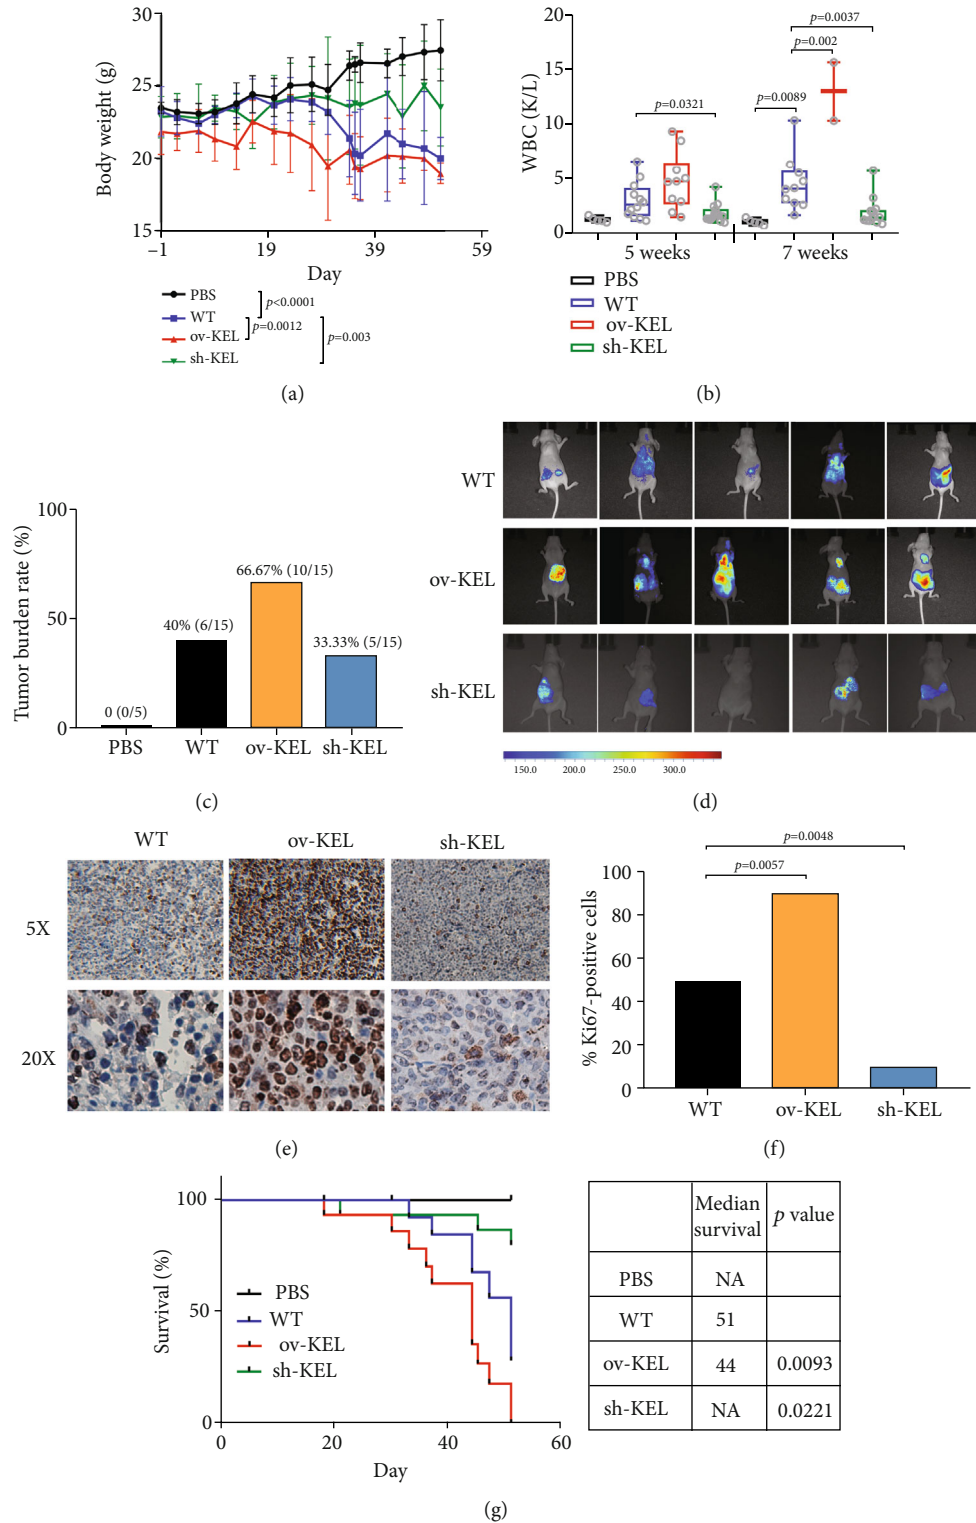 30
25
20
15
Body weight (g)
−1
19
39
59
Day
PBS
WT
ov-KEL
sh-KEL
p<0.0001
p=0.0012
p=0.003
(a)
20
15
10
5
0
WBC (K/L)
p=0.0321
p=0.0089
p=0.002
p=0.0037
5 weeks
7 weeks
PBS
WT
ov-KEL
sh-KEL
(b)
100
50
0
Tumor burden rate (%)
0 (0/5)
40% (6/15)
66.67% (10/15)
33.33% (5/15)
PBS
WT
ov-KEL
sh-KEL
(c)
WT
ov-KEL
sh-KEL
150.0
200.0
250.0
300.0
(d)
WT
ov-KEL
sh-KEL
5X
20X
(e)
p=0.0048
p=0.0057
100
80
60
40
20
0
% Ki67-positive cells
WT
ov-KEL
sh-KEL
(f)
100
50
0
Survival (%)
PBS
WT
ov-KEL
sh-KEL
0
20
40
60
Day
Median survival
p value
PBS
NA
WT
51
ov-KEL
44
0.0093
sh-KEL
NA
0.0221
(g)